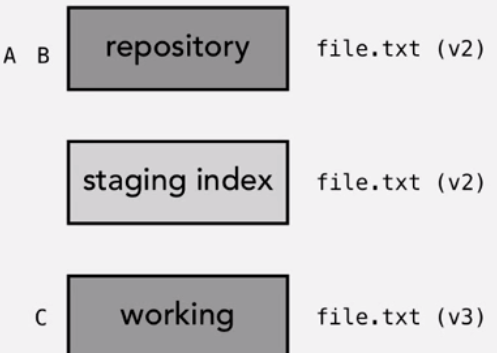 A B repository file.txt (v2)
staging index file.txt (v2)
C working file.txt (v3)